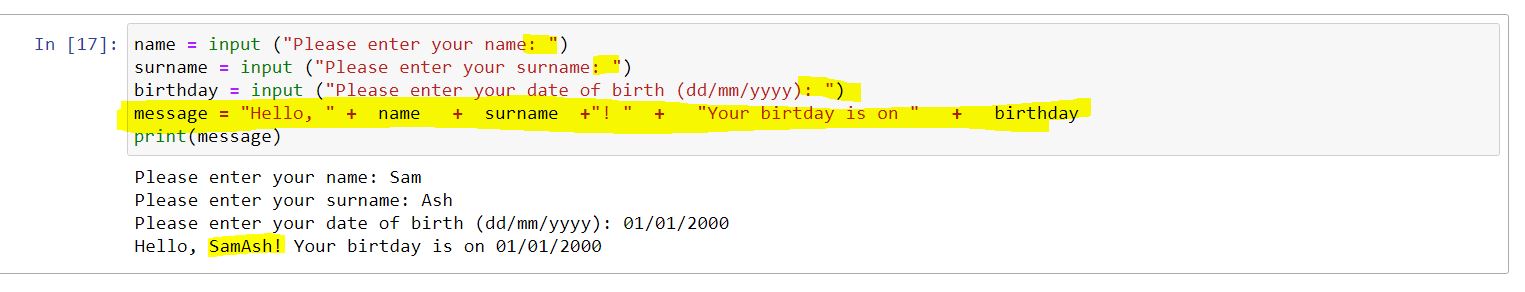 In [17]: name = input ("Please enter your name: ")
surname = input ("Please enter your surname: ")
birthday = input ("Please enter your date of birth (dd/mm/yyyy): ")
message = "Hello, " + name + surname +"! " + "Your birtday is on " + birthday
print(message)
Please enter your name: Sam
Please enter your surname: Ash
Please enter your date of birth (dd/mm/yyyy): 01/01/2000
Hello, SamAsh! Your birtday is on 01/01/2000